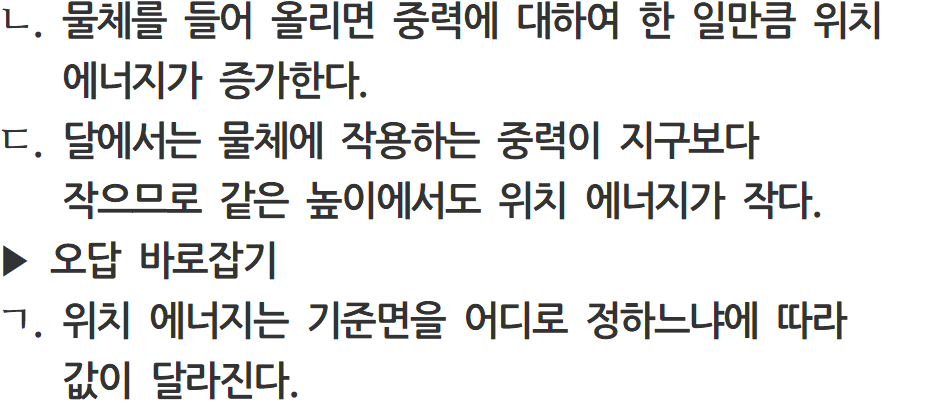 ㄴ. 물체를 들어 올리면 중력에 대하여 한 일만큼 위치
에너지가 증가한다.
ㄷ. 달에서는 물체에 작용하는 중력이 지구보다
작으므로 같은 높이에서도 위치 에너지가 작다.
▶ 오답 바로잡기
ㄱ. 위치 에너지는 기준면을 어디로 정하느냐에 따라
값이 달라진다.